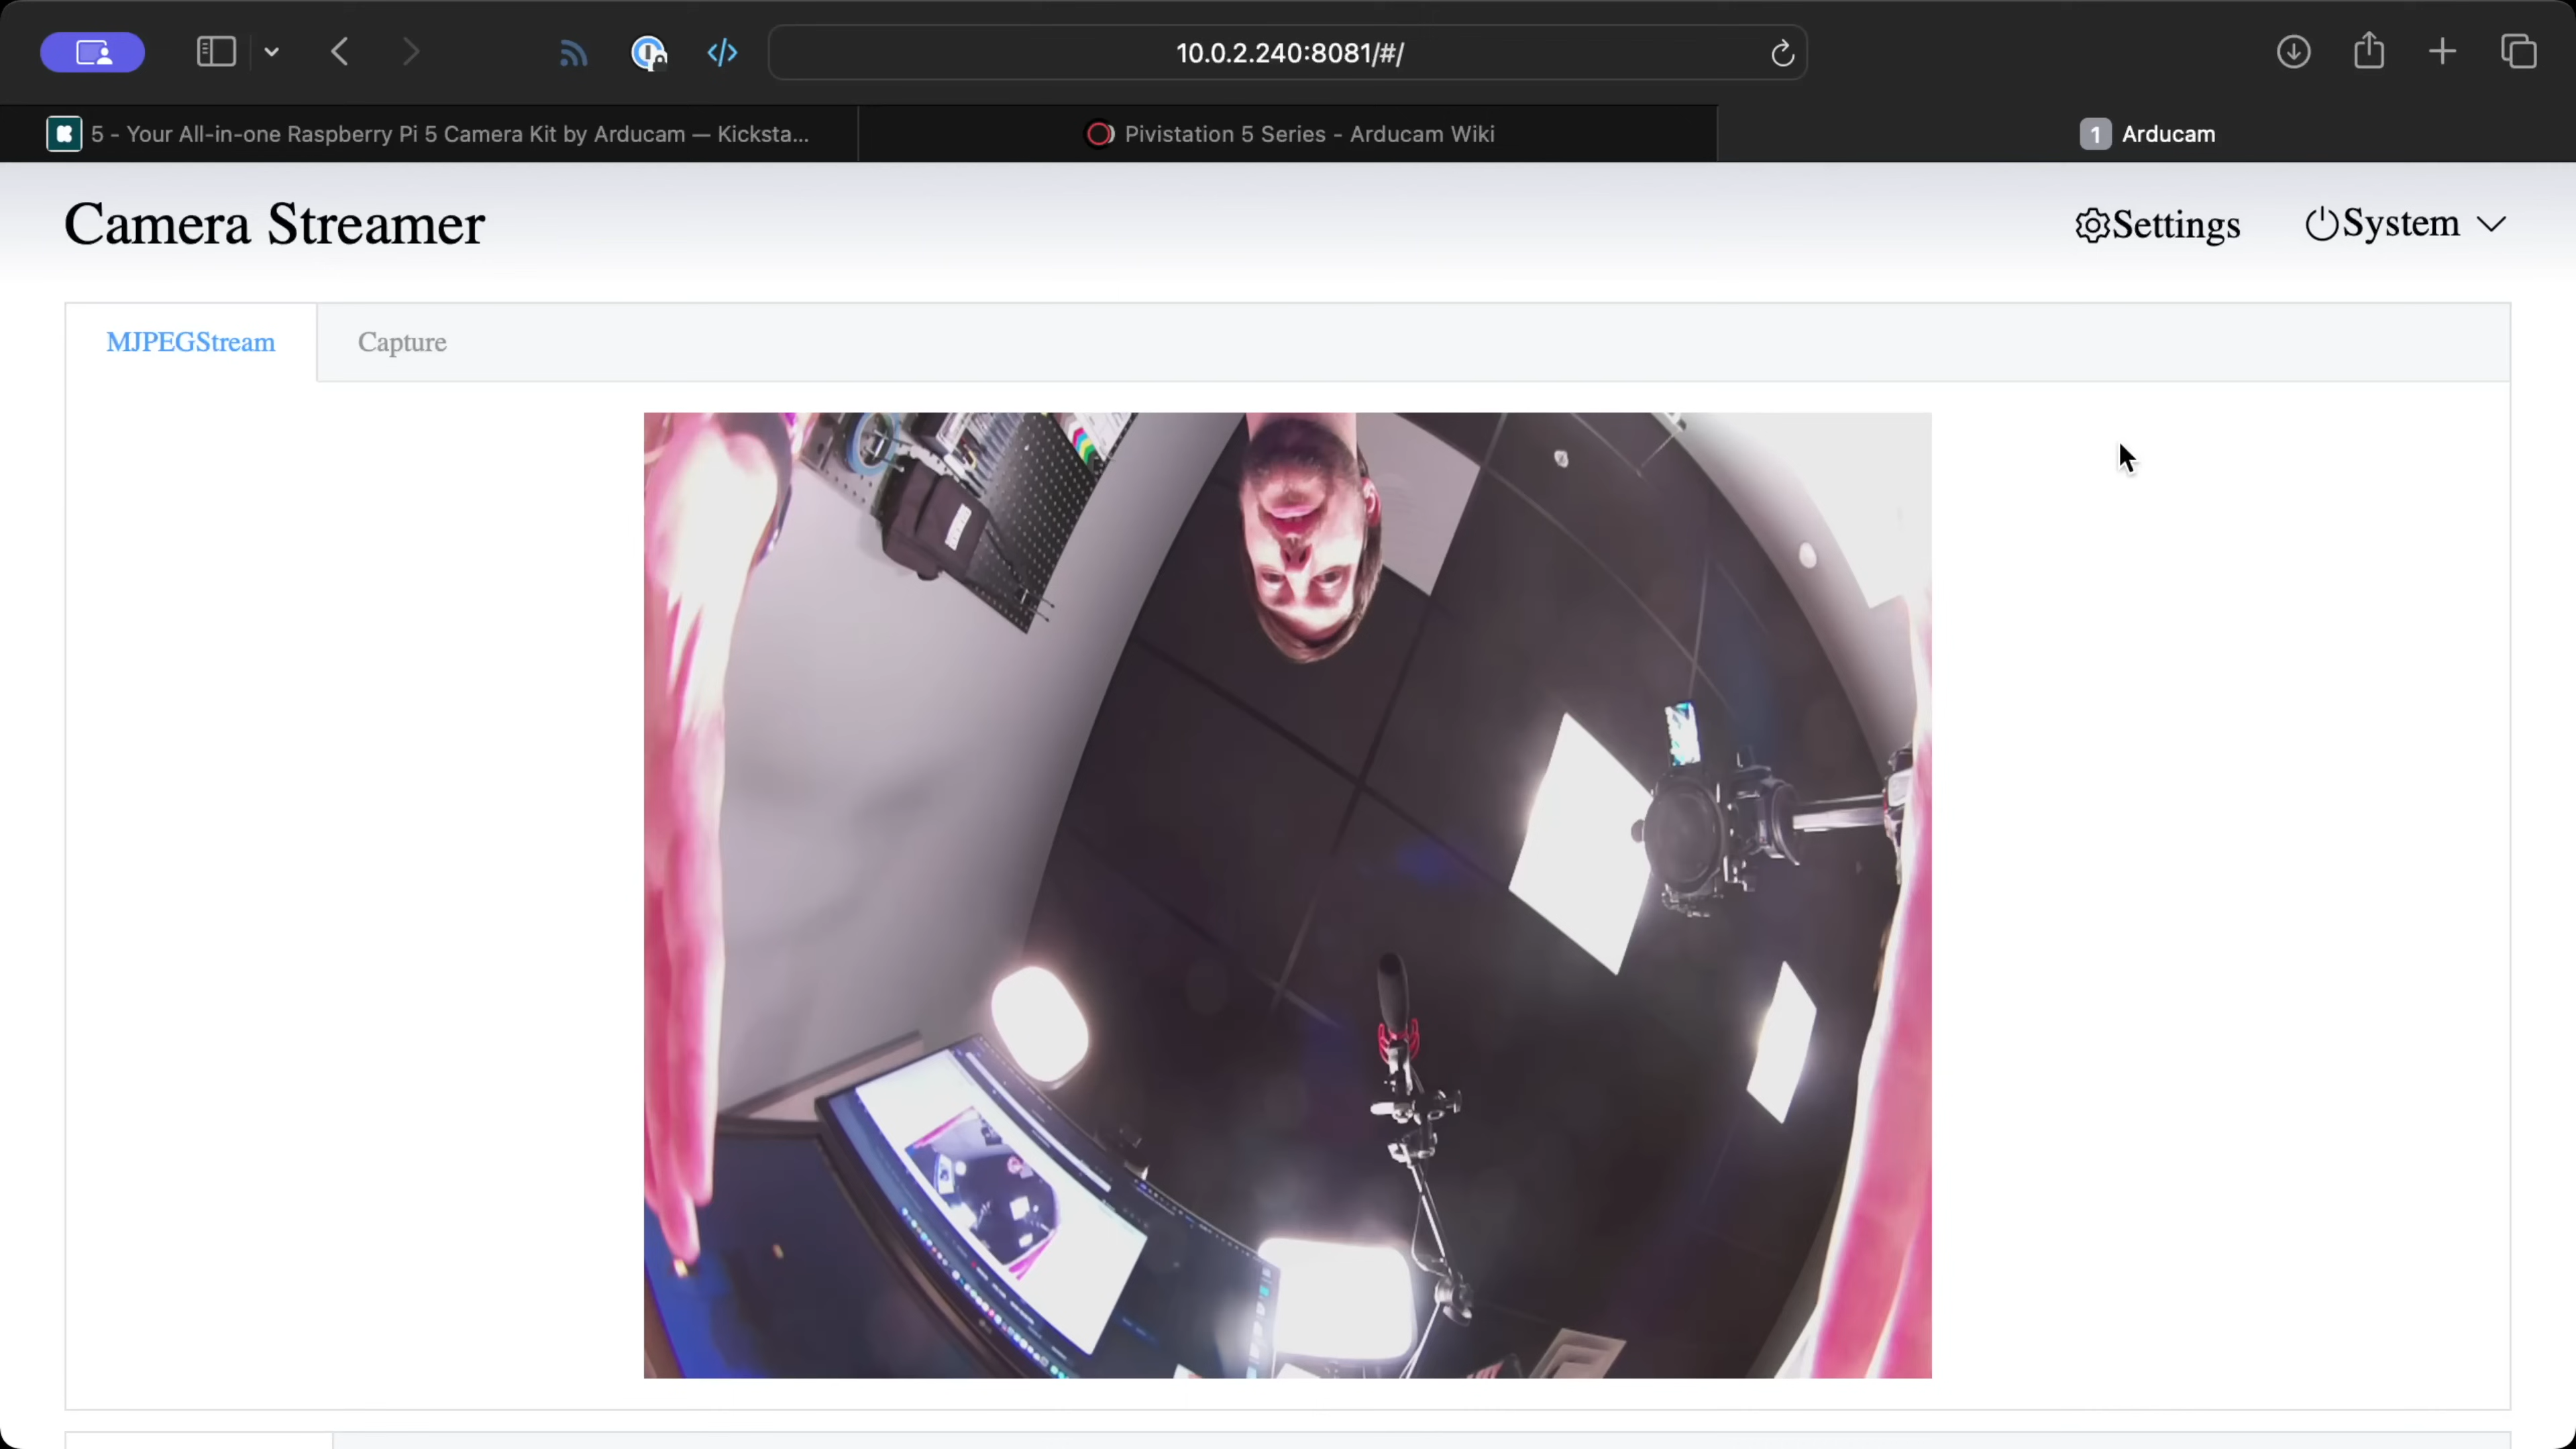 10.0.2.240:8081/#/
5 - Your All-in-one Raspberry Pi 5 Camera Kit by Arducam — Kicksta...
Pivistation 5 Series - Arducam Wiki
1 Arducam
Camera Streamer
Settings
System
MJPEGStream
Capture